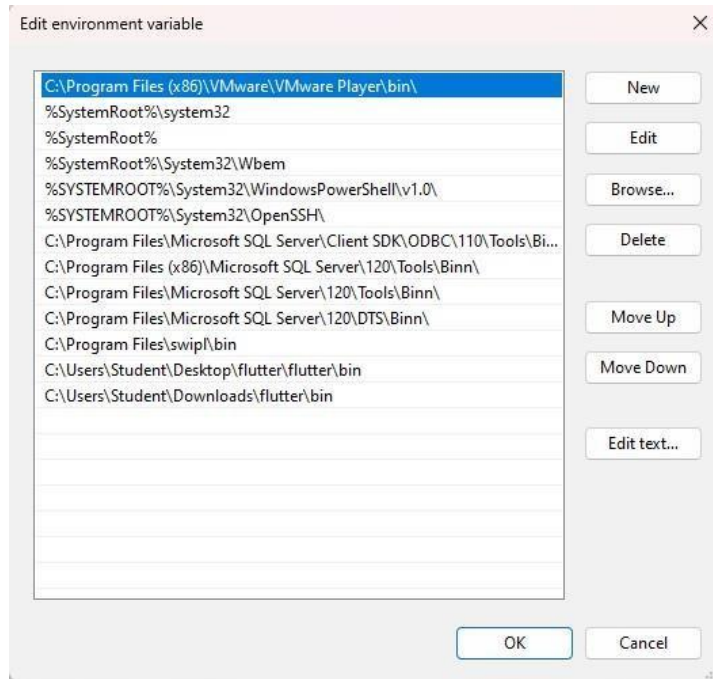 Edit environment variable
C:\Program Files (x86)\VMware\VMware Player\bin\
%SystemRoot%\system32
%SystemRoot%
%SystemRoot%\System32\Wbem
%SYSTEMROOT%\System32\WindowsPowerShell\v1.0\
%SYSTEMROOT%\System32\OpenSSH\
C:\Program Files\Microsoft SQL Server\Client SDK\ODBC\110\Tools\Bi...
C:\Program Files (x86)\Microsoft SQL Server\120\Tools\Binn\
C:\Program Files\Microsoft SQL Server\120\Tools\Binn\
C:\Program Files\Microsoft SQL Server\120\DTS\Binn\
C:\Program Files\swipl\bin
C:\Users\Student\Desktop\flutter\flutter\bin
C:\Users\Student\Downloads\flutter\bin
New
Edit
Browse...
Delete
Move Up
Move Down
Edit text...
OK
Cancel